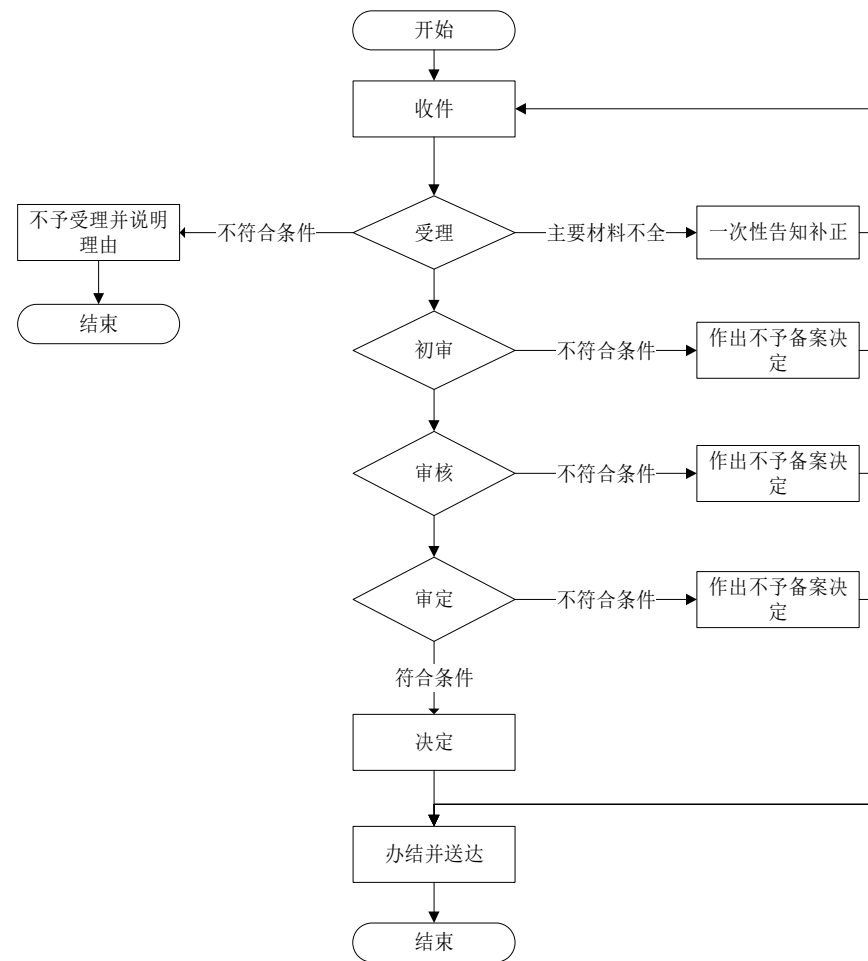 开始
收件
不予受理并说明
理由
不符合条件
受理
主要材料不全
一次性告知补正
结束
初审
不符合条件
作出不予备案决
定
审核
不符合条件
作出不予备案决
定
审定
不符合条件
作出不予备案决
定
符合条件
决定
办结并送达
结束